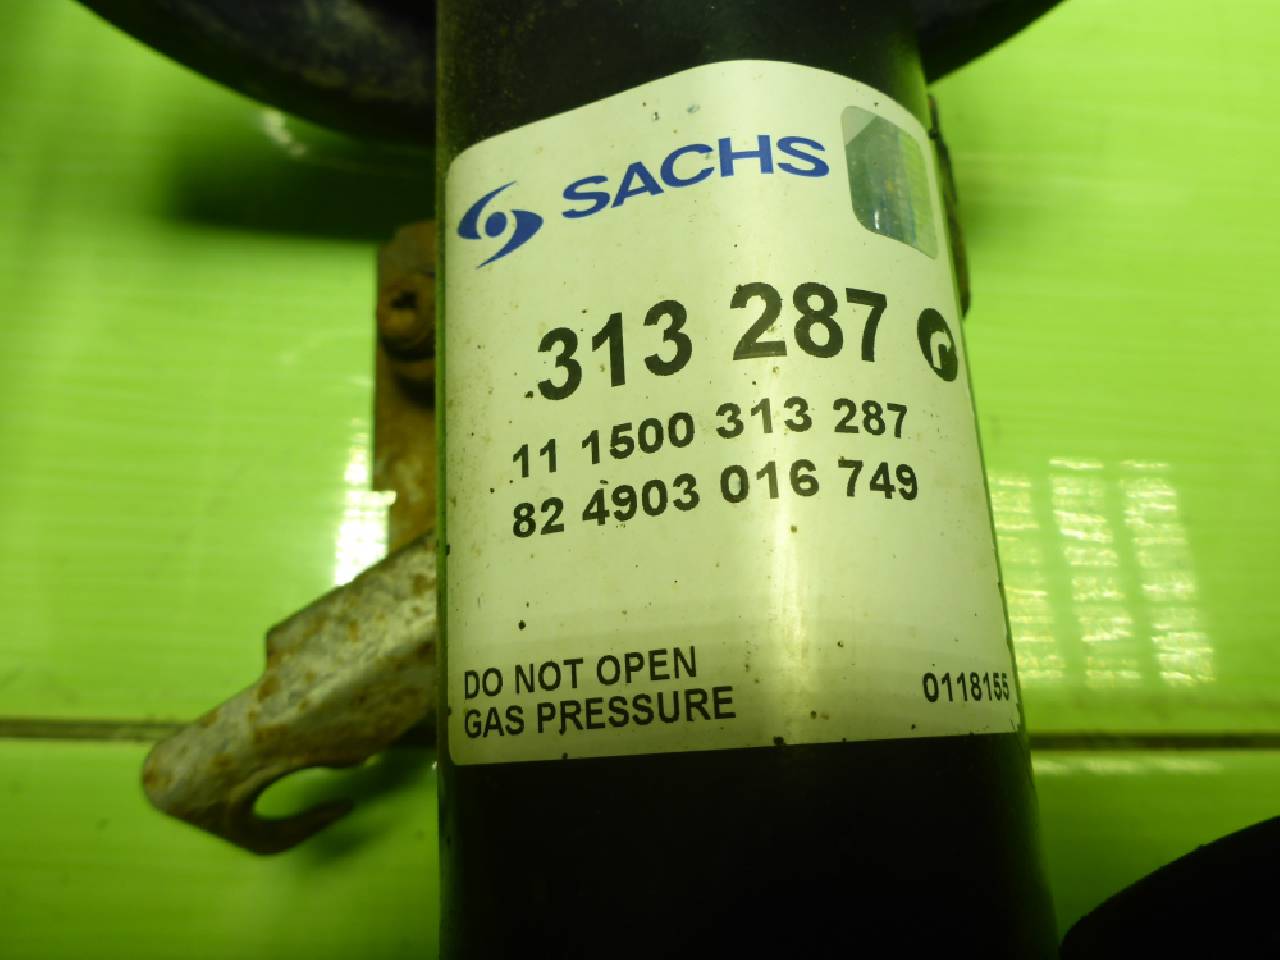 SACHS
313 287 r
11 1500 313 287
82 4903 016 749
DO NOT OPEN
GAS PRESSURE
0118155